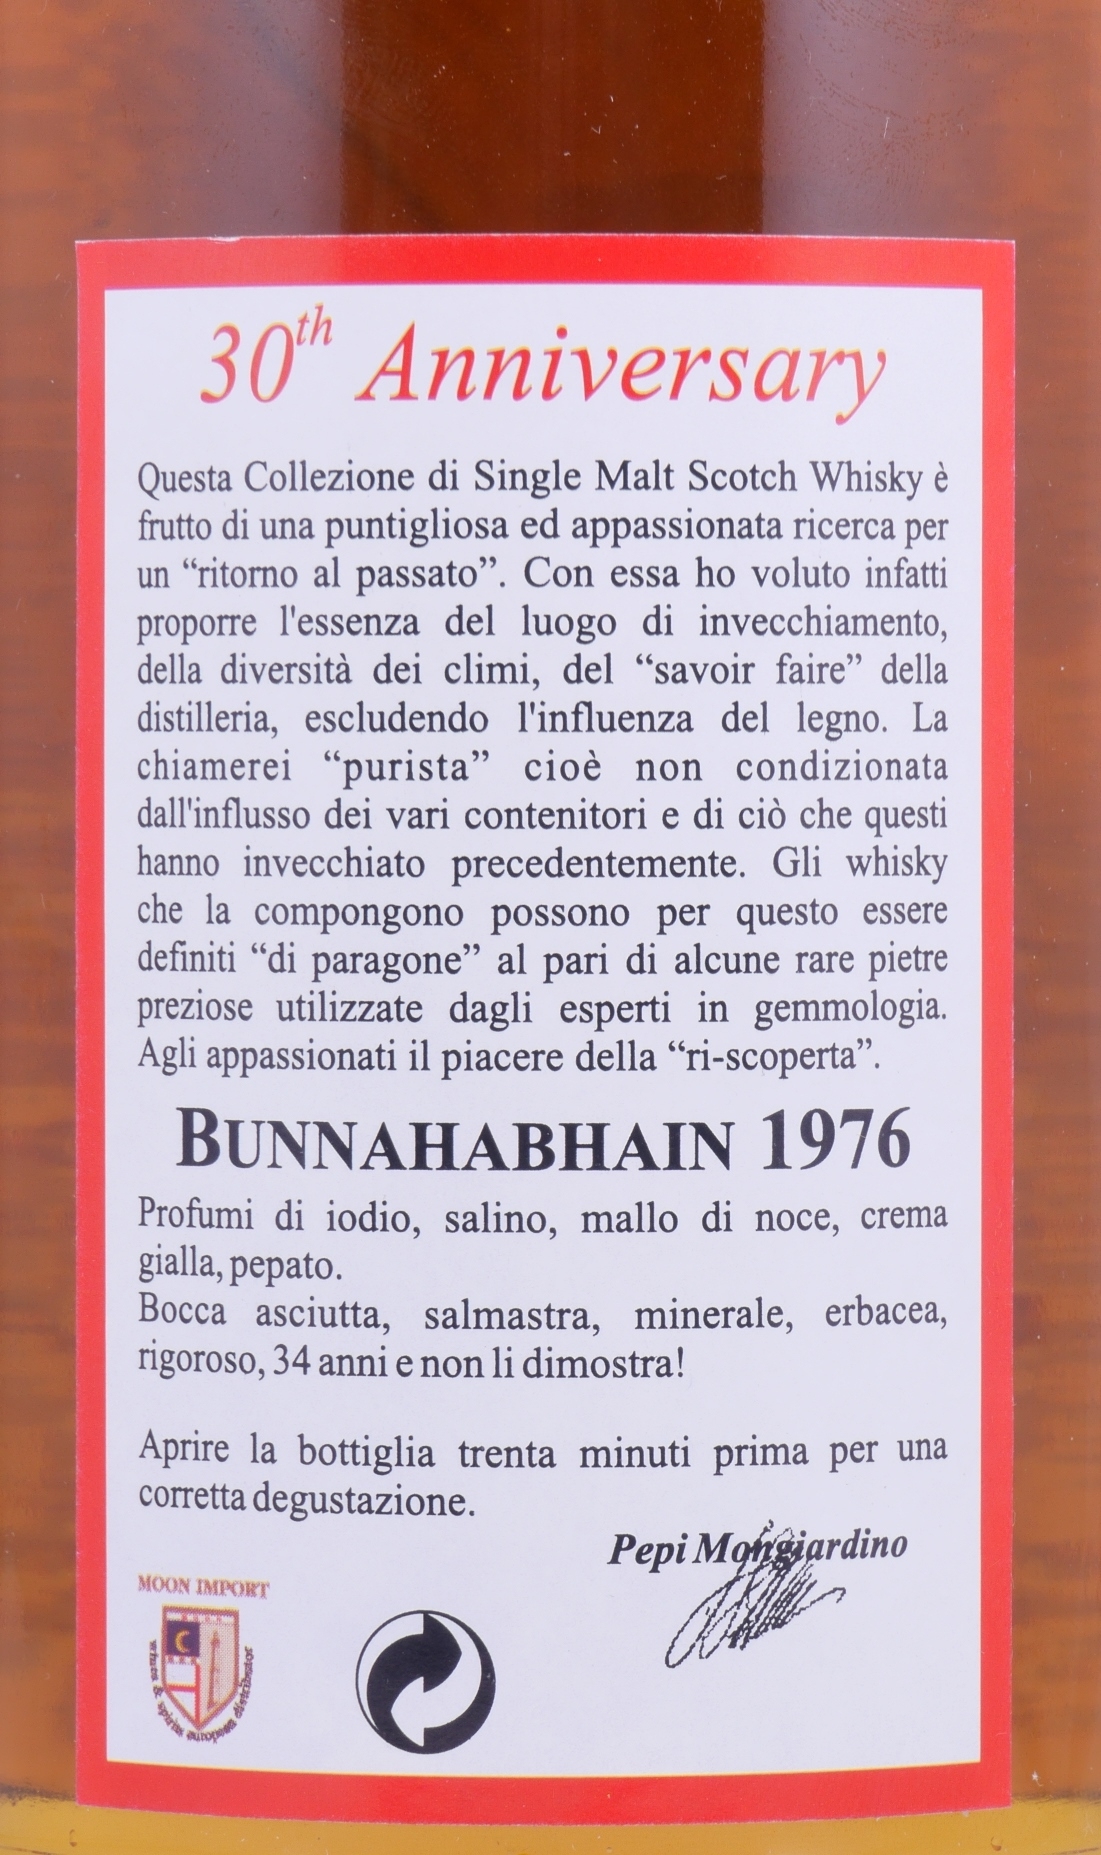 30th Anniversary
Questa Collezione di Single Malt Scotch Whisky è
frutto di una puntigliosa ed appassionata ricerca per
un “ritorno al passato”. Con essa ho voluto infatti
proporre l'essenza del luogo di invecchiamento,
della diversità dei climi, del “savoir faire” della
distilleria, escludendo l'influenza del legno. La
chiamerei “purista” cioè non condizionata
dall'influsso dei vari contenitori e di ciò che questi
hanno invecchiato precedentemente. Gli whisky
che la compongono possono per questo essere
definiti “di paragone” al pari di alcune rare pietre
preziose utilizzate dagli esperti in gemmologia.
Agli appassionati il piacere della “ri-scoperta”.
BUNNAHABHAIN 1976
Profumi di iodio, salino, mallo di noce, crema
gialla, pepato.
Bocca asciutta, salmastra, minerale, erbacea,
rigoroso, 34 anni e non li dimostra!
Aprire la bottiglia trenta minuti prima per una
corretta degustazione.
Pepi Mongiardino
MOON IMPORT
wines & spirits european distributor